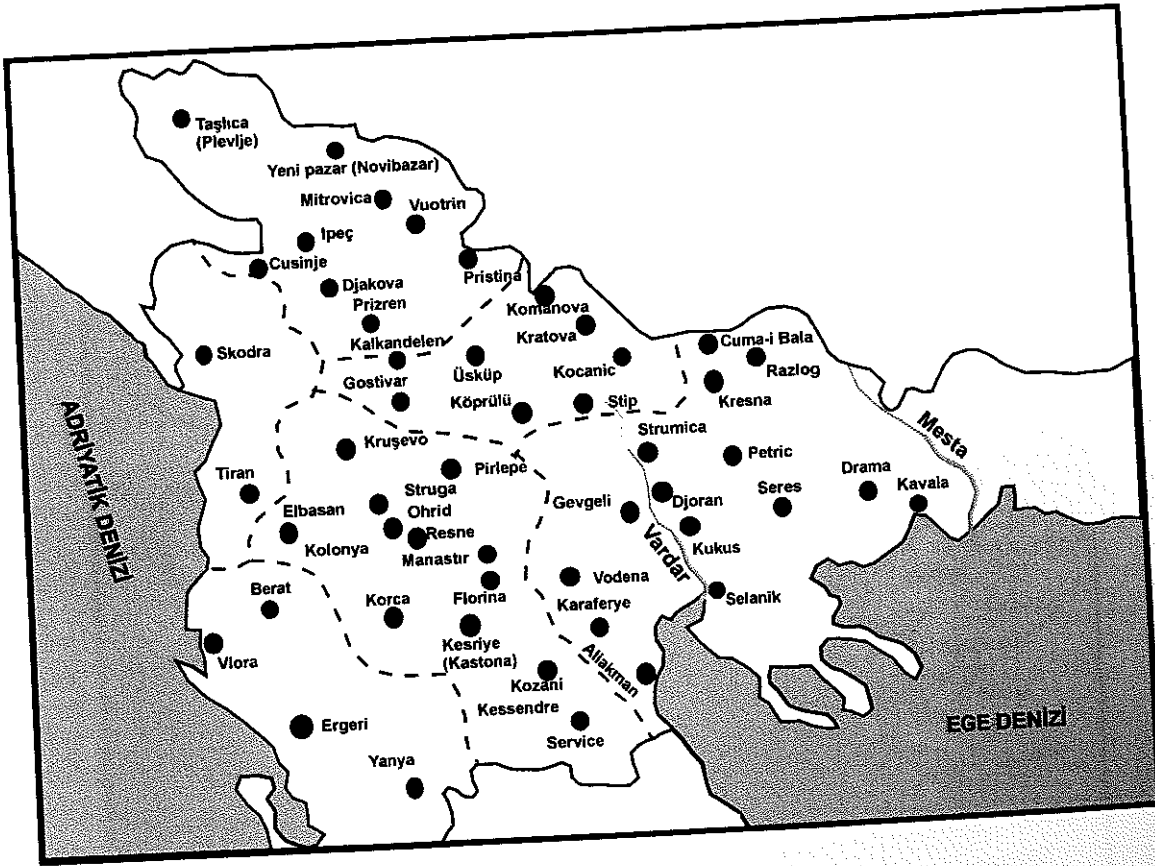 Taşlıca
(Plevlje)
Yeni pazar (Novibazar)
Mitrovica
Vuotrin
Ipeç
Cusinje
Pristina
Djakova
Prizren
Komanova
Kratova
Cuma-i Bala
Kalkandelen
Skodra
Gostivar
Üsküp
Kocanic
Razlog
Köprülü
Stip
Kresna
Mesta
ADRİYATİK DENİZİ
Kruşevo
Strumica
Pirlepe
Petric
Tiran
Struga
Drama
Kavala
Seres
Elbasan
Ohrid
Gevgeli
Djoran
Kolonya
Resne
Kukus
Manastır
Vardar
Berat
Korca
Florina
Vodena
Selanik
Karaferye
Kesriye
(Kastona)
Vlora
Aliakman
Kozani
Kessendre
Ergeri
Service
EGE DENİZİ
Yanya